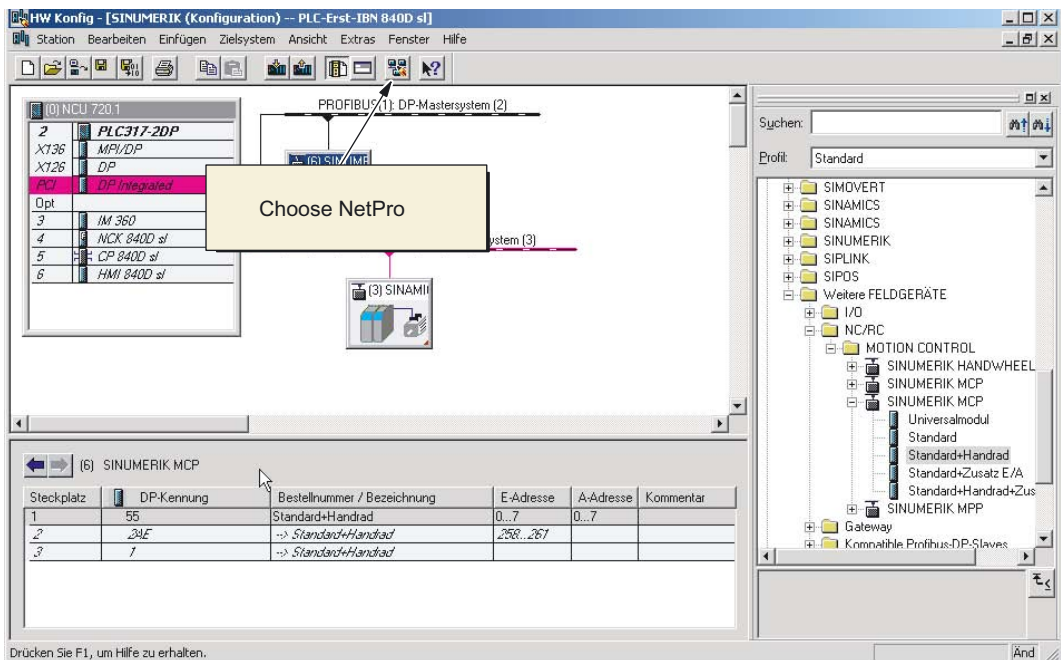 HW Konfig - [SINUMERIK (Konfiguration) -- PLC-Erst-IBN 840D sl]
Station Bearbeiten Einfügen Zielsystem Ansicht Extras Fenster Hilfe
(0) NCU 720.1
2 PLC317-2DP
X136 MPI/DP
X126 DP
PCI DP Integrated
Opt
3 IM 360
4 NCK 840D sl
5 CP 840D sl
6 HMI 840D sl
PROFIBUS(1): DP-Mastersystem (2)
(6) SINUME
Choose NetPro
ystem (3)
(3) SINAMI
Suchen:
Profil: Standard
SIMOVERT
SINAMICS
SINAMICS
SINUMERIK
SIPLINK
SIPOS
Weitere FELDGERÄTE
I/O
NC/RC
MOTION CONTROL
SINUMERIK HANDWHEEL
SINUMERIK MCP
SINUMERIK MCP
Universalmodul
Standard
Standard+Handrad
Standard+Zusatz E/A
Standard+Handrad+Zus
SINUMERIK MPP
Gateway
Kompatible Profibus-DP-Slaves
(6) SINUMERIK MCP
Steckplatz DP-Kennung Bestellnummer / Bezeichnung E-Adresse A-Adresse Kommentar
1 55 Standard+Handrad 0...7 0...7
2 2AE --> Standard+Handrad 258...261
3 1 --> Standard+Handrad
Drücken Sie F1, um Hilfe zu erhalten.
Änd